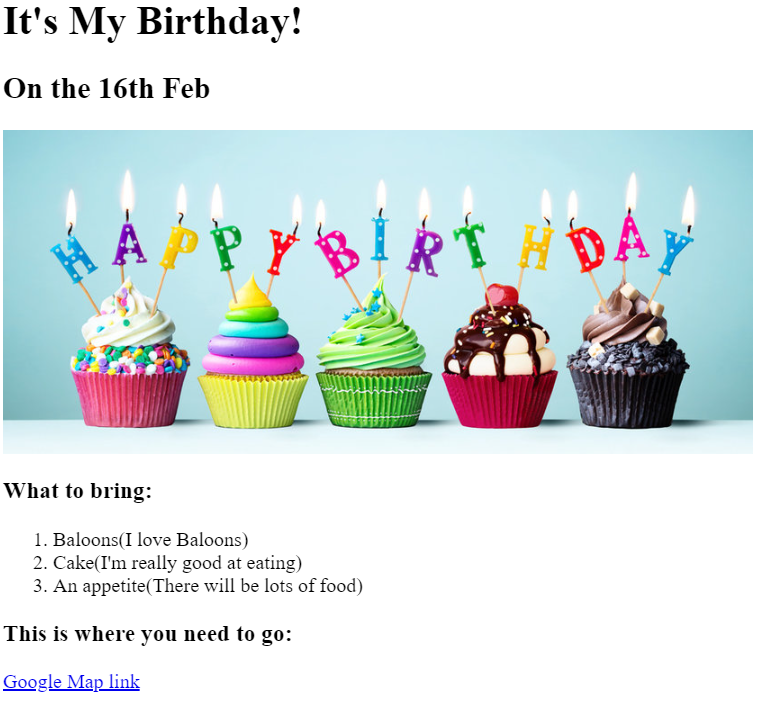 It's My Birthday!
On the 16th Feb
HAPPY BIRTHDAY
What to bring:
1. Baloons(I love Baloons)
2. Cake(I'm really good at eating)
3. An appetite(There will be lots of food)
This is where you need to go:
Google Map link